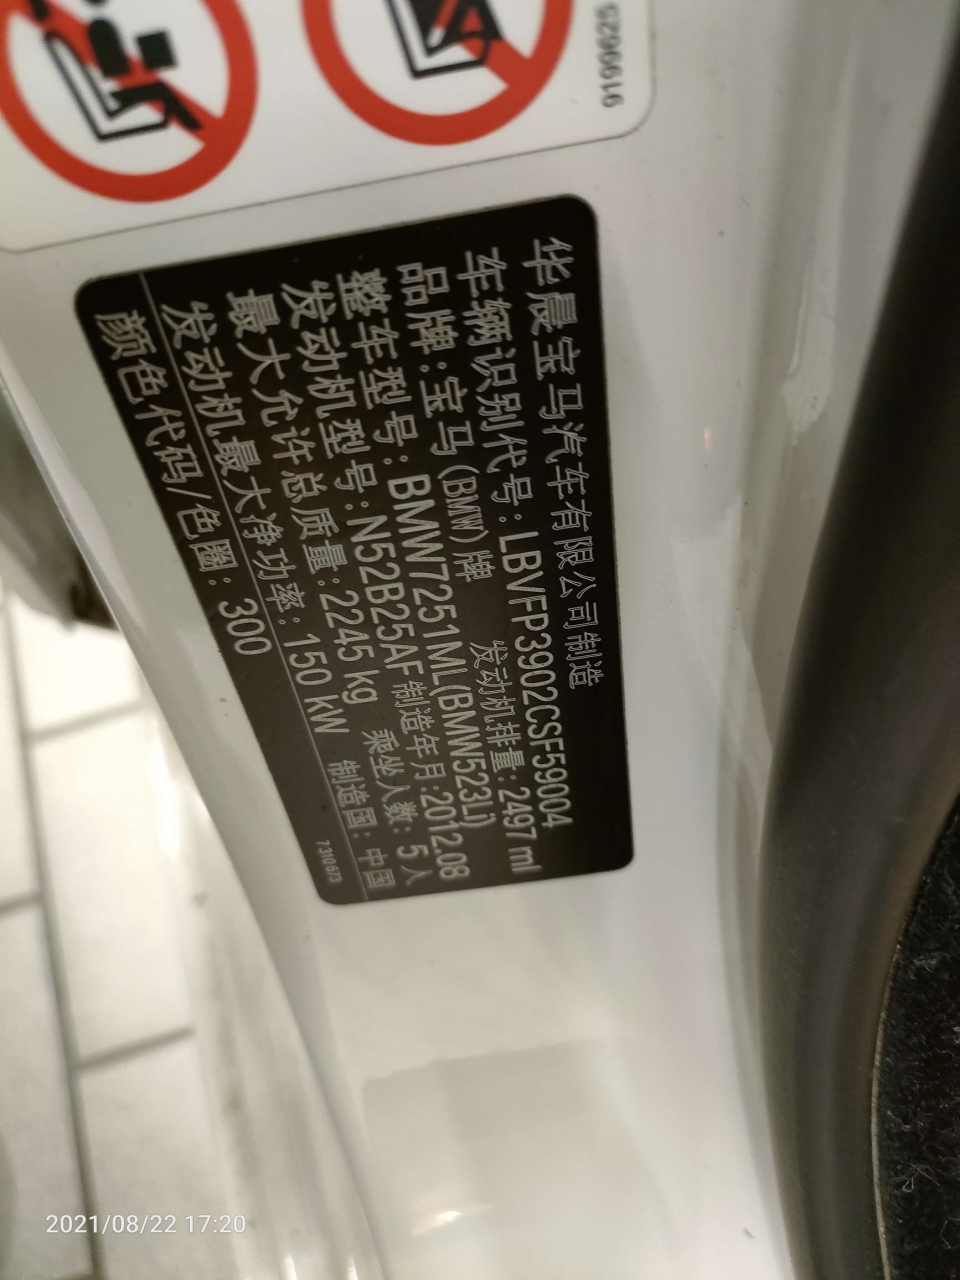 9199625
华晨宝马汽车有限公司制造
车辆识别代号: LBVFP3902CSF59004
品牌: 宝马(BMW)牌 发动机排量: 2497 ml
整车型号: BMW7251ML(BMW523Li)
发动机型号: N52B25AF 制造年月: 2012.08
最大允许总质量: 2245 kg 乘坐人数: 5人
发动机最大净功率: 150 kW 制造国: 中国
颜色代码/色圈: 300 7310673
2021/08/22 17:20